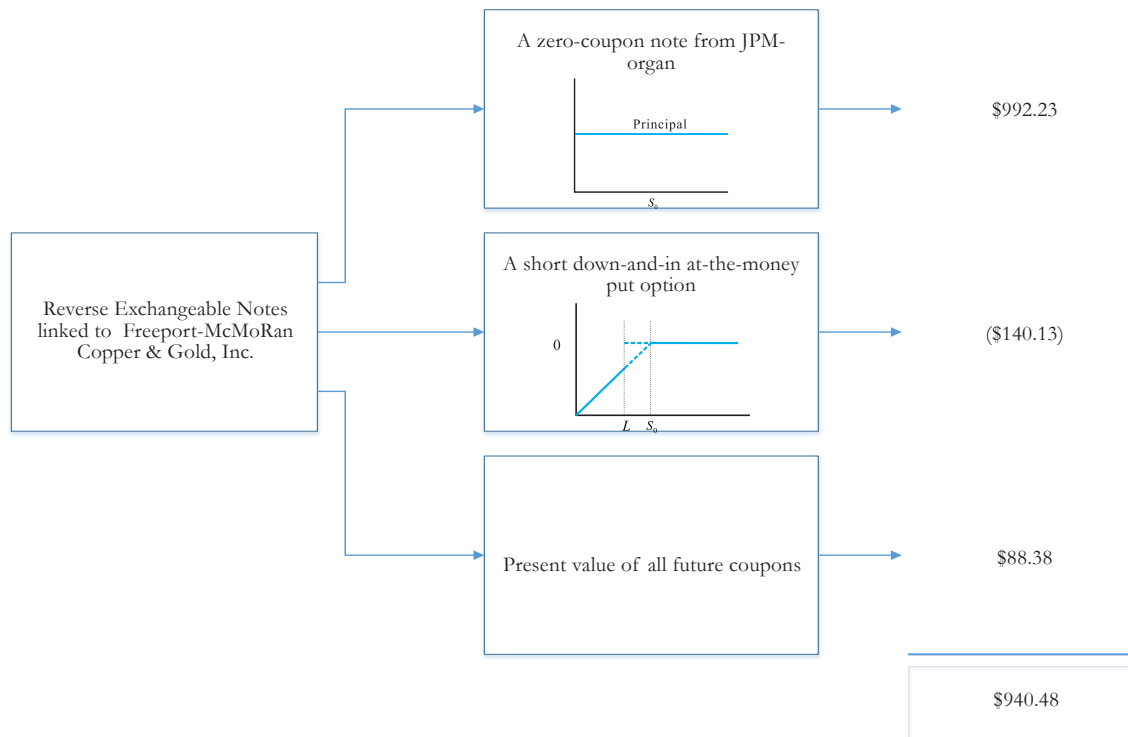 A zero-coupon note from JPM-
organ
Principal
S₀
$992.23
Reverse Exchangeable Notes
linked to Freeport-McMoRan
Copper & Gold, Inc.
A short down-and-in at-the-money
put option
0
L S₀
($140.13)
Present value of all future coupons
$88.38
$940.48